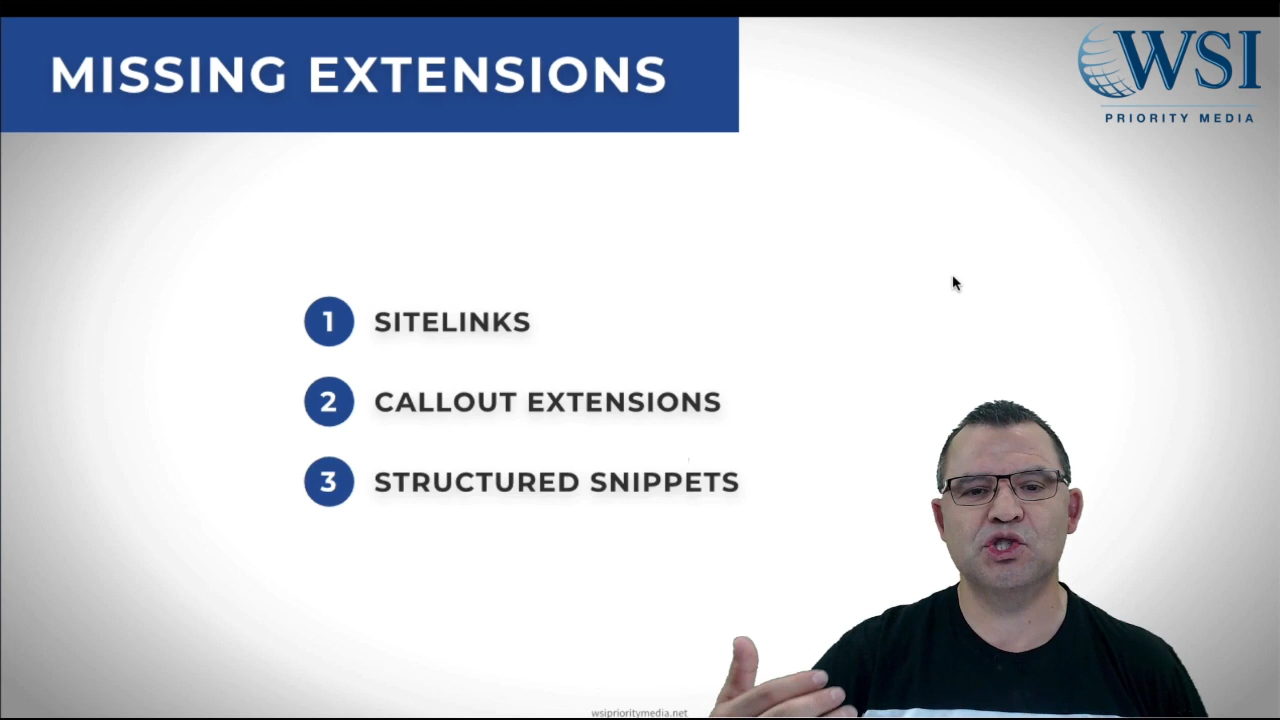 MISSING EXTENSIONS
WSI
PRIORITY MEDIA
1 SITELINKS
2 CALLOUT EXTENSIONS
3 STRUCTURED SNIPPETS
wsiprioritymedia.net